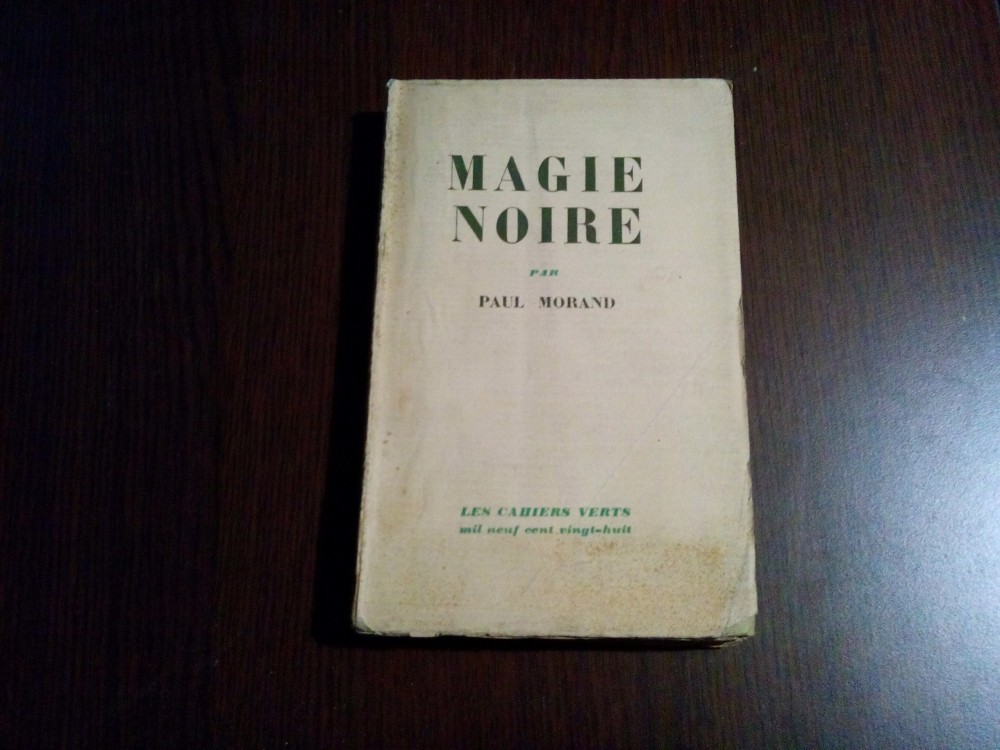 MAGIE
NOIRE
PAR
PAUL MORAND
LES CAHIERS VERTS
mil neuf cent vingt-huit